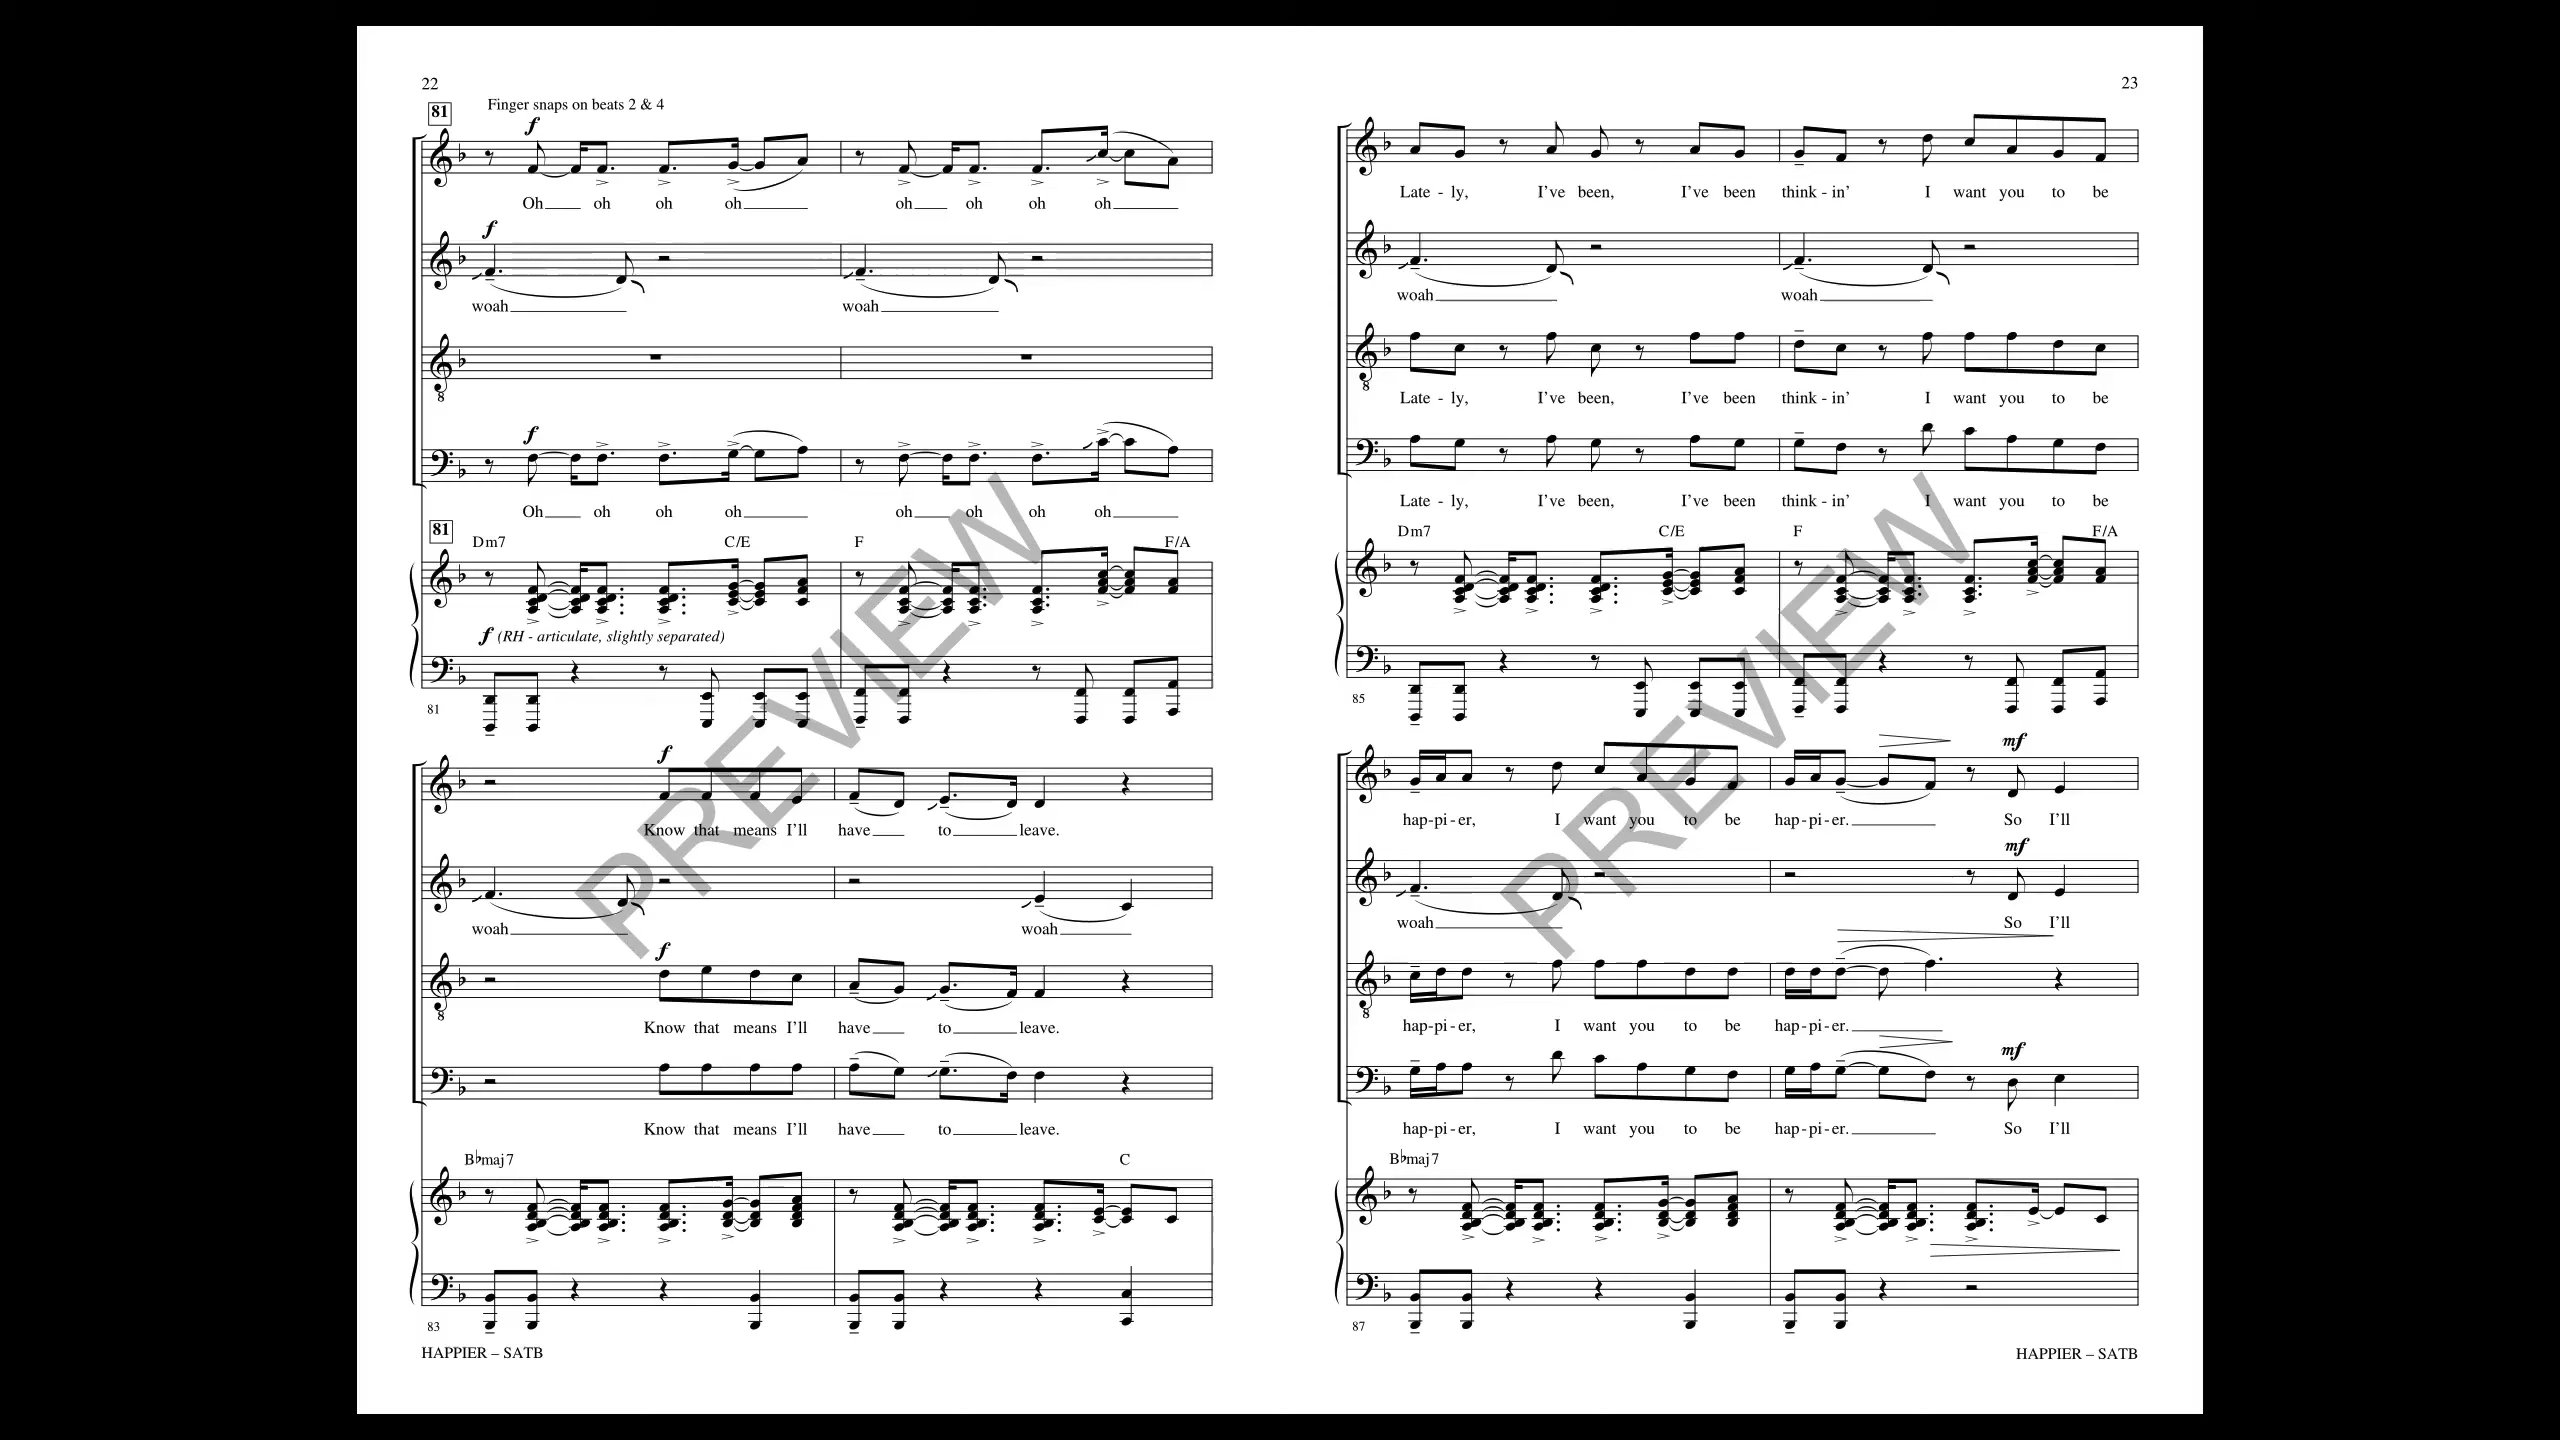 22
81 Finger snaps on beats 2 & 4
f
Oh oh oh oh oh oh oh oh
f
woah woah
8
f
Oh oh oh oh oh oh oh oh
81
Dm7 C/E F F/A
f (RH - articulate, slightly separated)
81
f
Know that means I'll have to leave.
woah woah
f
8
Know that means I'll have to leave.
Know that means I'll have to leave.
B♭maj7 C
83
HAPPIER – SATB
23
Late - ly, I've been, I've been think - in' I want you to be
woah woah
8
Late - ly, I've been, I've been think - in' I want you to be
Late - ly, I've been, I've been think - in' I want you to be
Dm7 C/E F F/A
85
mf
hap-pi-er, I want you to be hap-pi-er. So I'll
mf
woah So I'll
8
hap-pi-er, I want you to be hap-pi-er.
mf
hap-pi-er, I want you to be hap-pi-er. So I'll
B♭maj7
87
HAPPIER – SATB
PREVIEW
PREVIEW